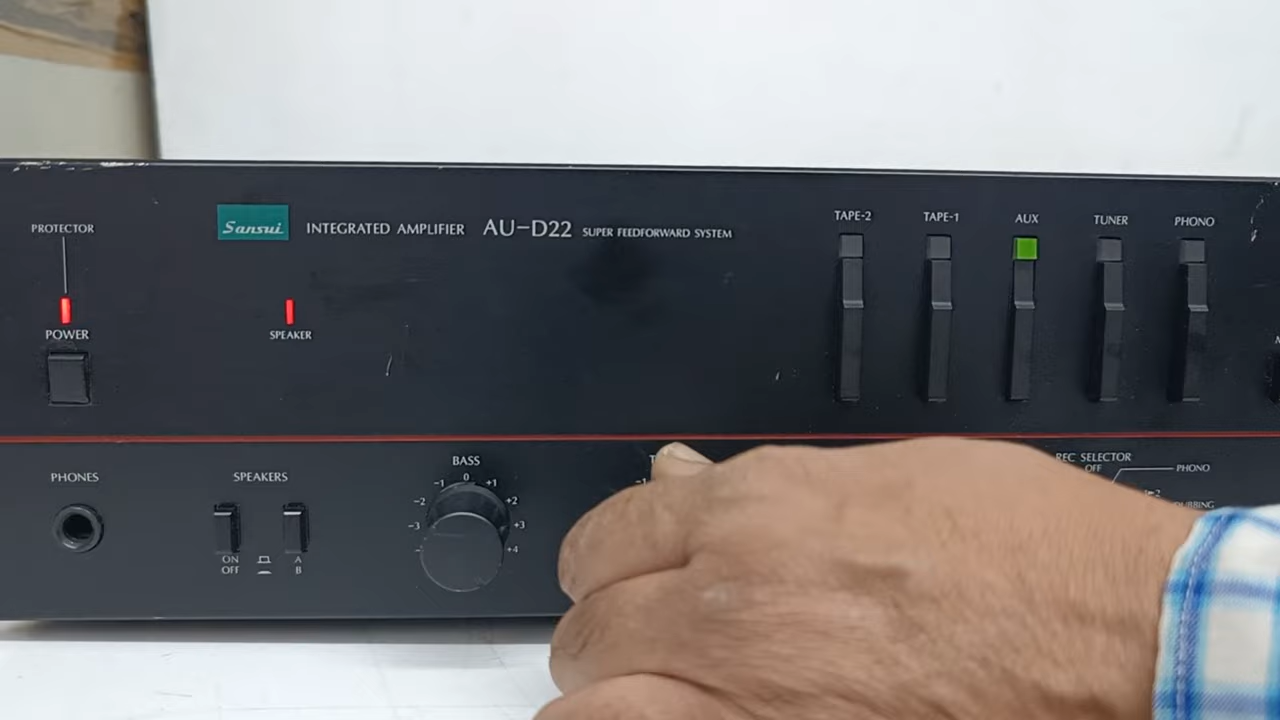 PROTECTOR
POWER
Sansui
INTEGRATED AMPLIFIER AU-D22 SUPER FEEDFORWARD SYSTEM
SPEAKER
TAPE-2 TAPE-1 AUX TUNER PHONO
PHONES
SPEAKERS
ON
OFF
A
B
BASS
-1 0 +1
-2 +2
-3 +3
+4
-1
REC SELECTOR
OFF PHONO